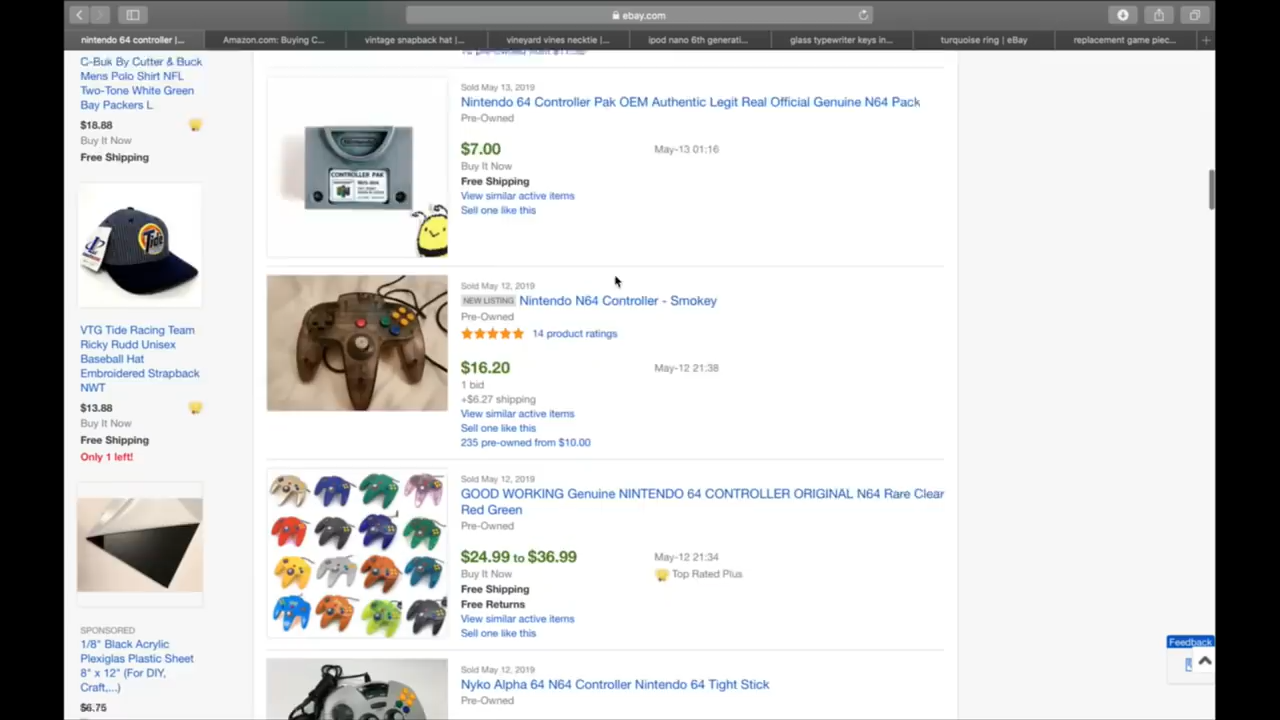 ebay.com
nintendo 64 controller |...
Amazon.com: Buying C...
vintage snapback hat |...
vineyard vines necktie |...
ipod nano 6th generati...
glass typewriter keys in...
turquoise ring | eBay
replacement game piec...
C-Buk By Cutter & Buck
Mens Polo Shirt NFL
Two-Tone White Green
Bay Packers L
$18.88
Buy It Now
Free Shipping
Tide
VTG Tide Racing Team
Ricky Rudd Unisex
Baseball Hat
Embroidered Strapback
NWT
$13.88
Buy It Now
Free Shipping
Only 1 left!
SPONSORED
1/8" Black Acrylic
Plexiglas Plastic Sheet
8" x 12" (For DIY,
Craft,...)
$6.75
Sold May 13, 2019
Nintendo 64 Controller Pak OEM Authentic Legit Real Official Genuine N64 Pack
Pre-Owned
$7.00
May-13 01:16
Buy It Now
Free Shipping
View similar active items
Sell one like this
CONTROLLER PAK
Sold May 12, 2019
NEW LISTING Nintendo N64 Controller - Smokey
Pre-Owned
14 product ratings
$16.20
May-12 21:38
1 bid
+$6.27 shipping
View similar active items
Sell one like this
235 pre-owned from $10.00
Sold May 12, 2019
GOOD WORKING Genuine NINTENDO 64 CONTROLLER ORIGINAL N64 Rare Clear
Red Green
Pre-Owned
$24.99 to $36.99
May-12 21:34
Buy It Now
Top Rated Plus
Free Shipping
Free Returns
View similar active items
Sell one like this
Sold May 12, 2019
Nyko Alpha 64 N64 Controller Nintendo 64 Tight Stick
Pre-Owned
Feedback